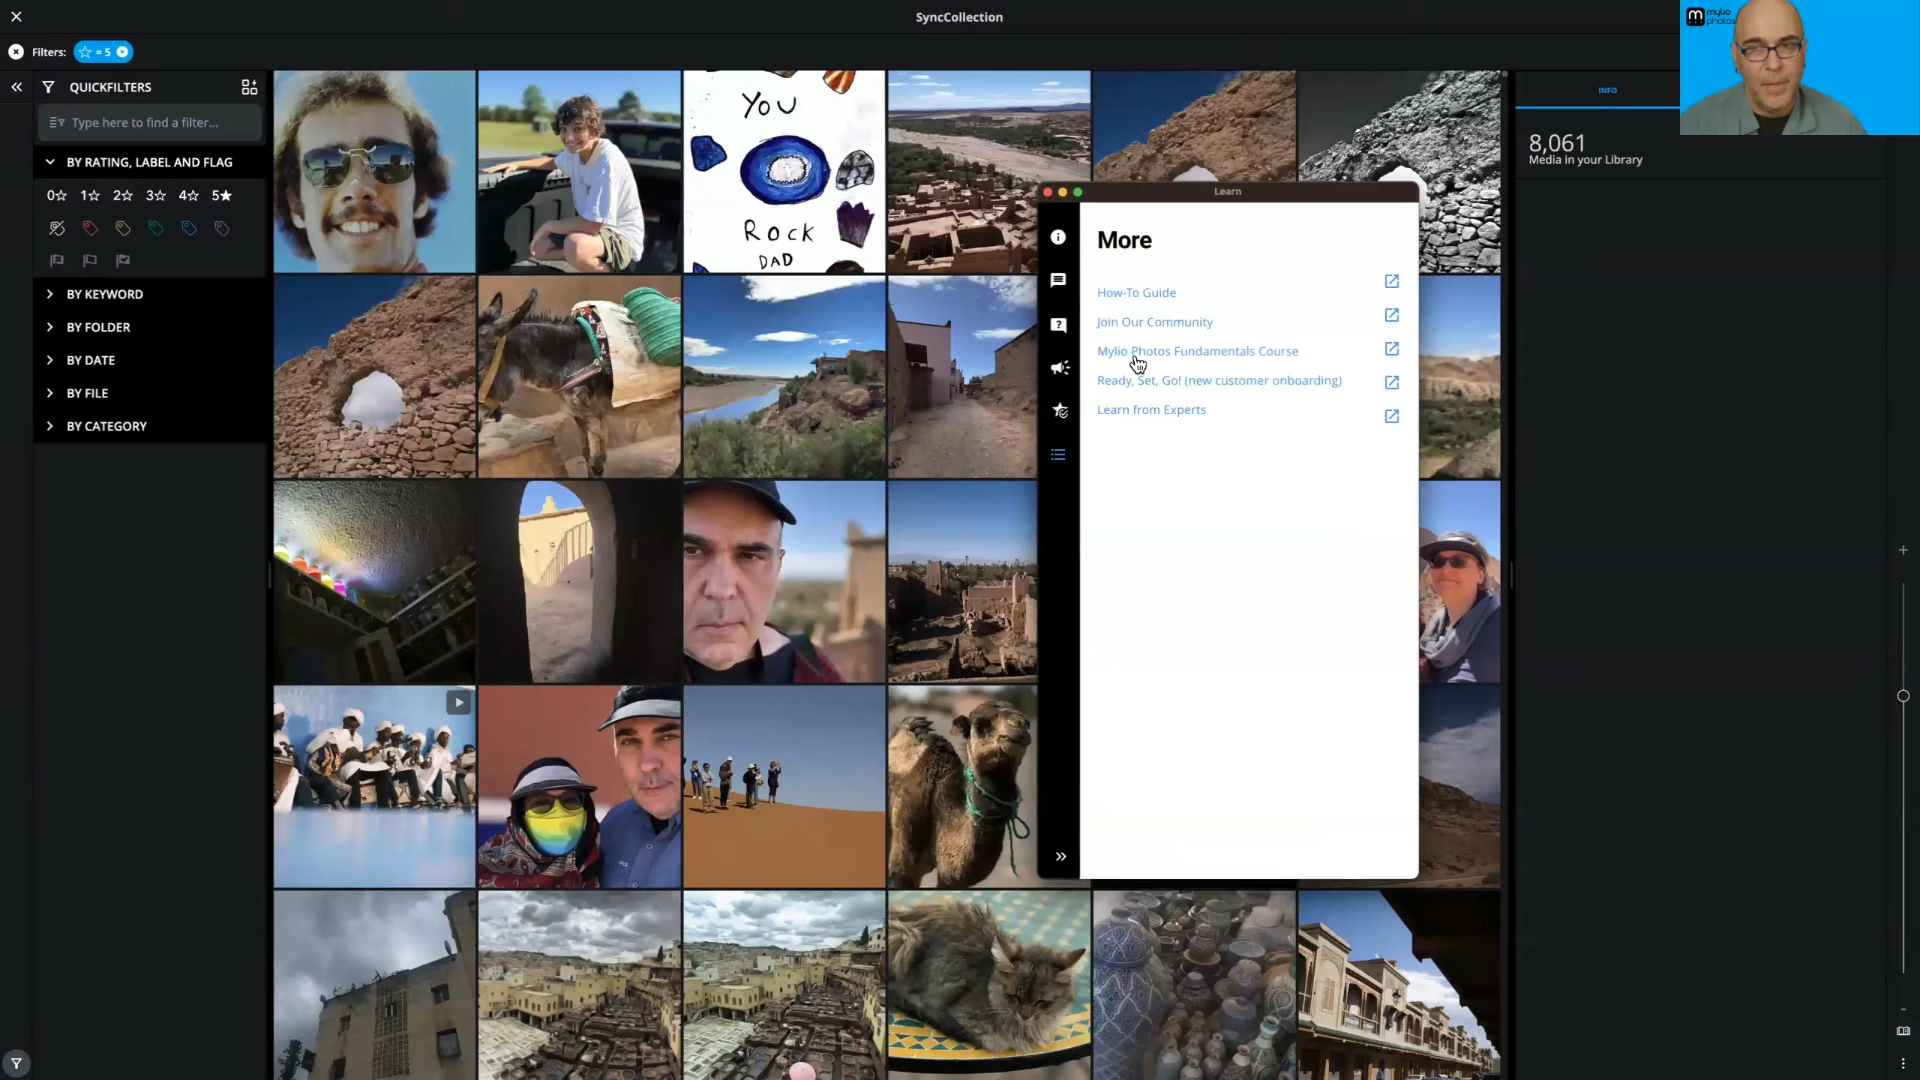 SyncCollection
Filters: = 5
mylio
photos
QUICKFILTERS
INFO
Type here to find a filter...
8,061
Media in your Library
BY RATING, LABEL AND FLAG
0 1 2 3 4 5
BY KEYWORD
BY FOLDER
BY DATE
BY FILE
BY CATEGORY
YOU
ROCK
DAD
Learn
More
How-To Guide
Join Our Community
Mylio Photos Fundamentals Course
Ready, Set, Go! (new customer onboarding)
Learn from Experts